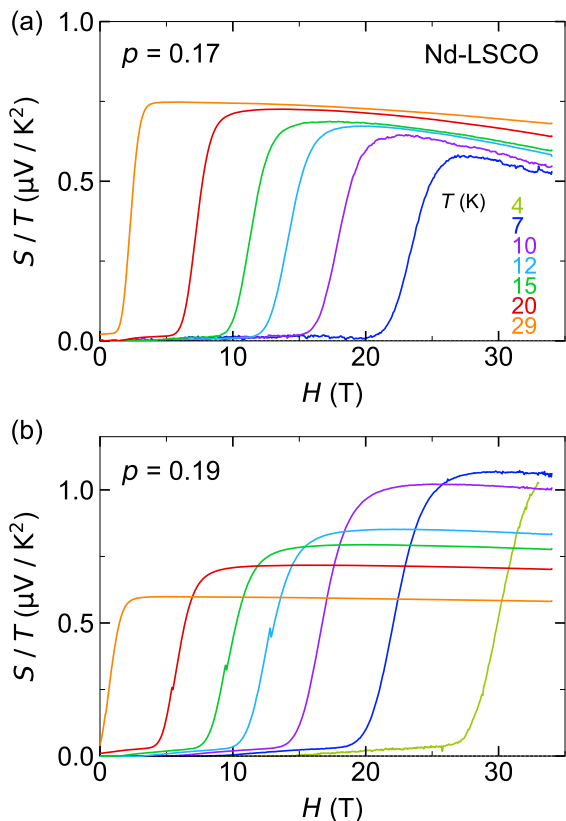 (a)
p = 0.17 Nd-LSCO
S / T (µV / K²)
1.0
0.5
0.0
T (K)
4
7
10
12
15
20
29
0 10 20 30
H (T)
(b)
p = 0.19
S / T (µV / K²)
1.0
0.5
0.0
0 10 20 30
H (T)